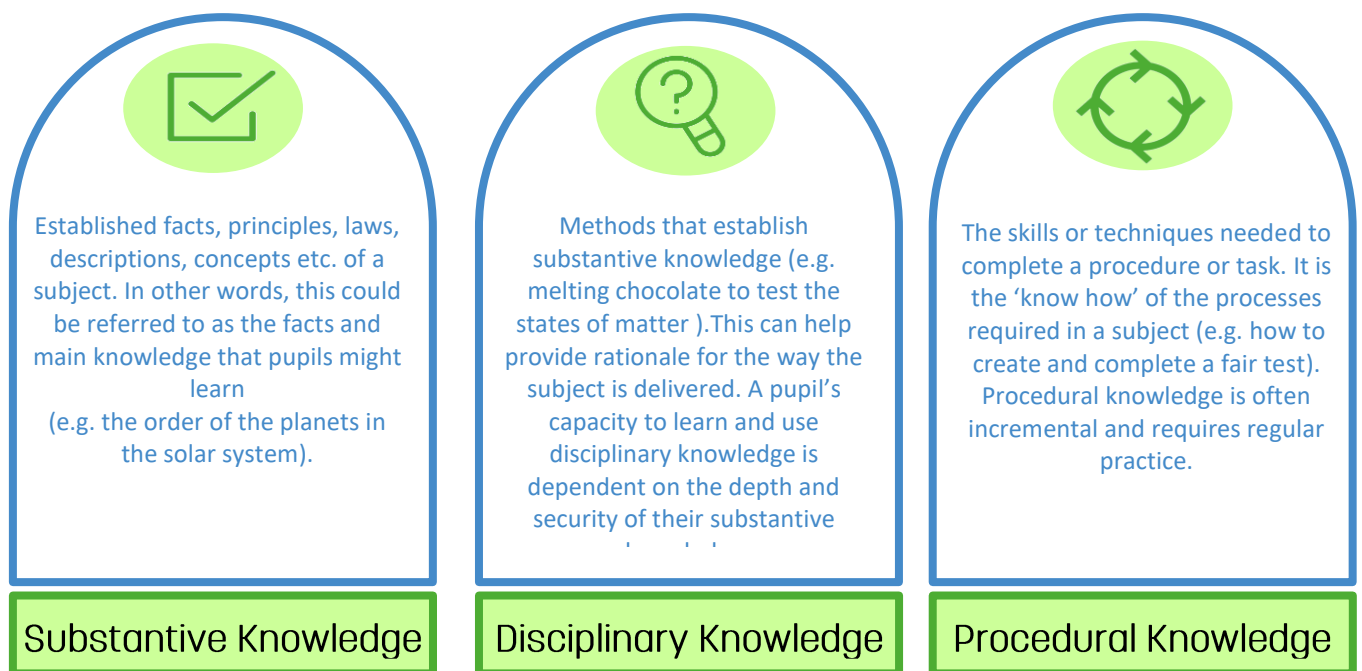 Established facts, principles, laws,
descriptions, concepts etc. of a
subject. In other words, this could
be referred to as the facts and
main knowledge that pupils might
learn
(e.g. the order of the planets in
the solar system).
Substantive Knowledge
?
Methods that establish
substantive knowledge (e.g.
melting chocolate to test the
states of matter ).This can help
provide rationale for the way the
subject is delivered. A pupil’s
capacity to learn and use
disciplinary knowledge is
dependent on the depth and
security of their substantive
Disciplinary Knowledge
The skills or techniques needed to
complete a procedure or task. It is
the ‘know how’ of the processes
required in a subject (e.g. how to
create and complete a fair test).
Procedural knowledge is often
incremental and requires regular
practice.
Procedural Knowledge